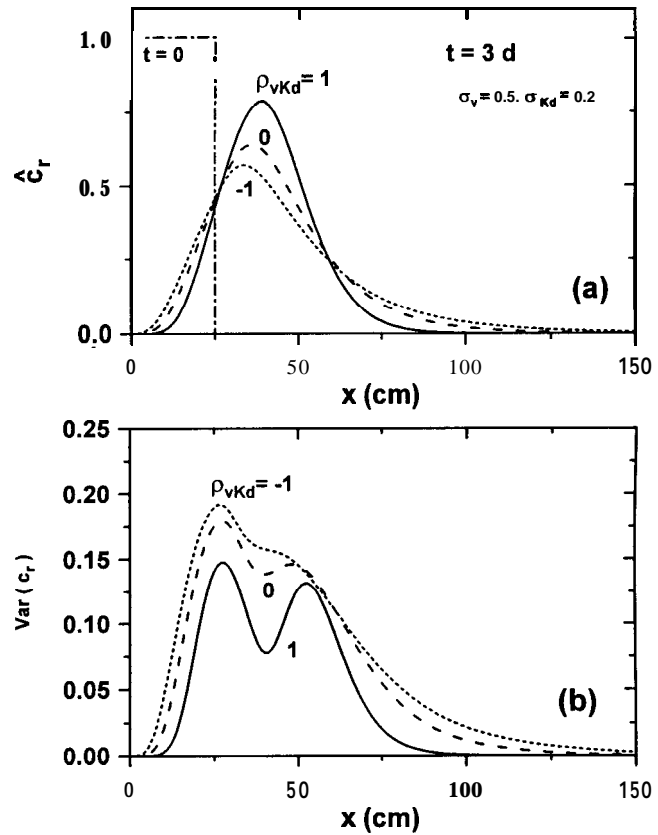 1.0
t = 0
t = 3 d
ρvKd = 1
σv = 0.5. σKd = 0.2
0
-1
ĉr
0.5
(a)
0.0
0 50 100 150
x (cm)
0.25
ρvKd = -1
0.20
0.15
0
Var (cr)
0.10
1
0.05
(b)
0.00
0 50 100 150
x (cm)